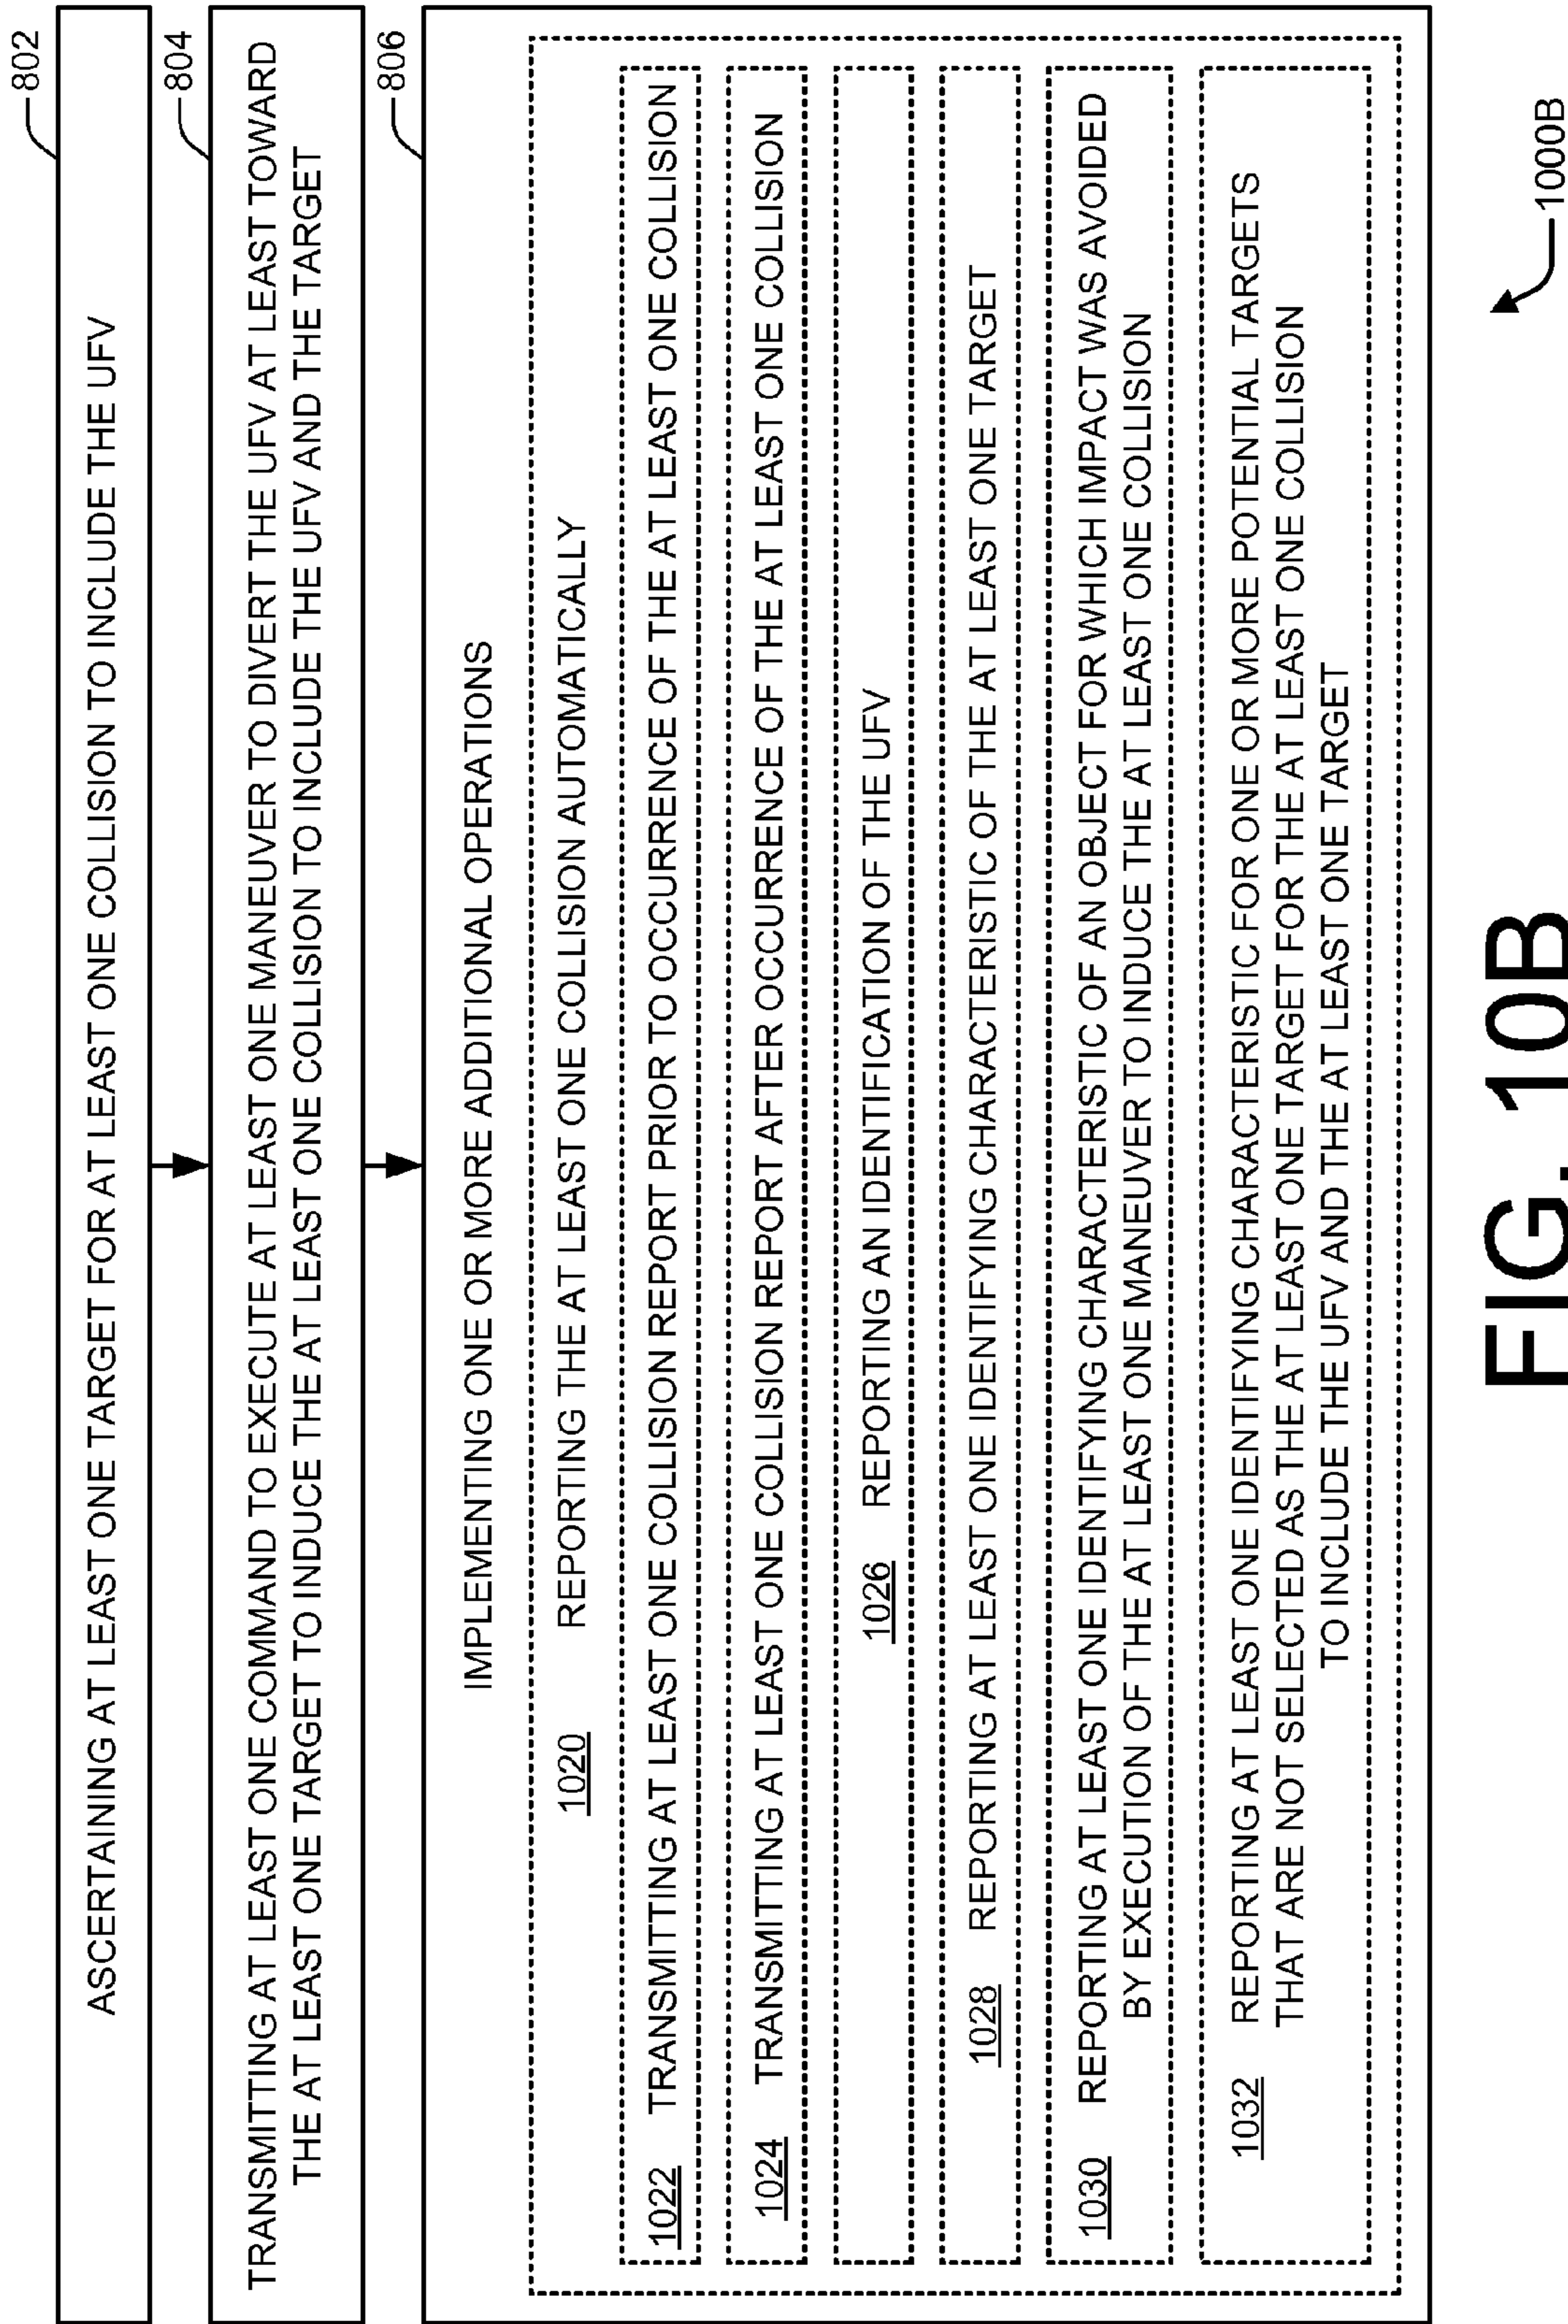 802
ASCERTAINING AT LEAST ONE TARGET FOR AT LEAST ONE COLLISION TO INCLUDE THE UFV
804
TRANSMITTING AT LEAST ONE COMMAND TO EXECUTE AT LEAST ONE MANEUVER TO DIVERT THE UFV AT LEAST TOWARD
THE AT LEAST ONE TARGET TO INDUCE THE AT LEAST ONE COLLISION TO INCLUDE THE UFV AND THE TARGET
806
IMPLEMENTING ONE OR MORE ADDITIONAL OPERATIONS
1020 REPORTING THE AT LEAST ONE COLLISION AUTOMATICALLY
1022 TRANSMITTING AT LEAST ONE COLLISION REPORT PRIOR TO OCCURRENCE OF THE AT LEAST ONE COLLISION
1024 TRANSMITTING AT LEAST ONE COLLISION REPORT AFTER OCCURRENCE OF THE AT LEAST ONE COLLISION
1026 REPORTING AN IDENTIFICATION OF THE UFV
1028 REPORTING AT LEAST ONE IDENTIFYING CHARACTERISTIC OF THE AT LEAST ONE TARGET
1030 REPORTING AT LEAST ONE IDENTIFYING CHARACTERISTIC OF AN OBJECT FOR WHICH IMPACT WAS AVOIDED
BY EXECUTION OF THE AT LEAST ONE MANEUVER TO INDUCE THE AT LEAST ONE COLLISION
1032 REPORTING AT LEAST ONE IDENTIFYING CHARACTERISTIC FOR ONE OR MORE POTENTIAL TARGETS
THAT ARE NOT SELECTED AS THE AT LEAST ONE TARGET FOR THE AT LEAST ONE COLLISION
TO INCLUDE THE UFV AND THE AT LEAST ONE TARGET
1000B
FIG. 10B